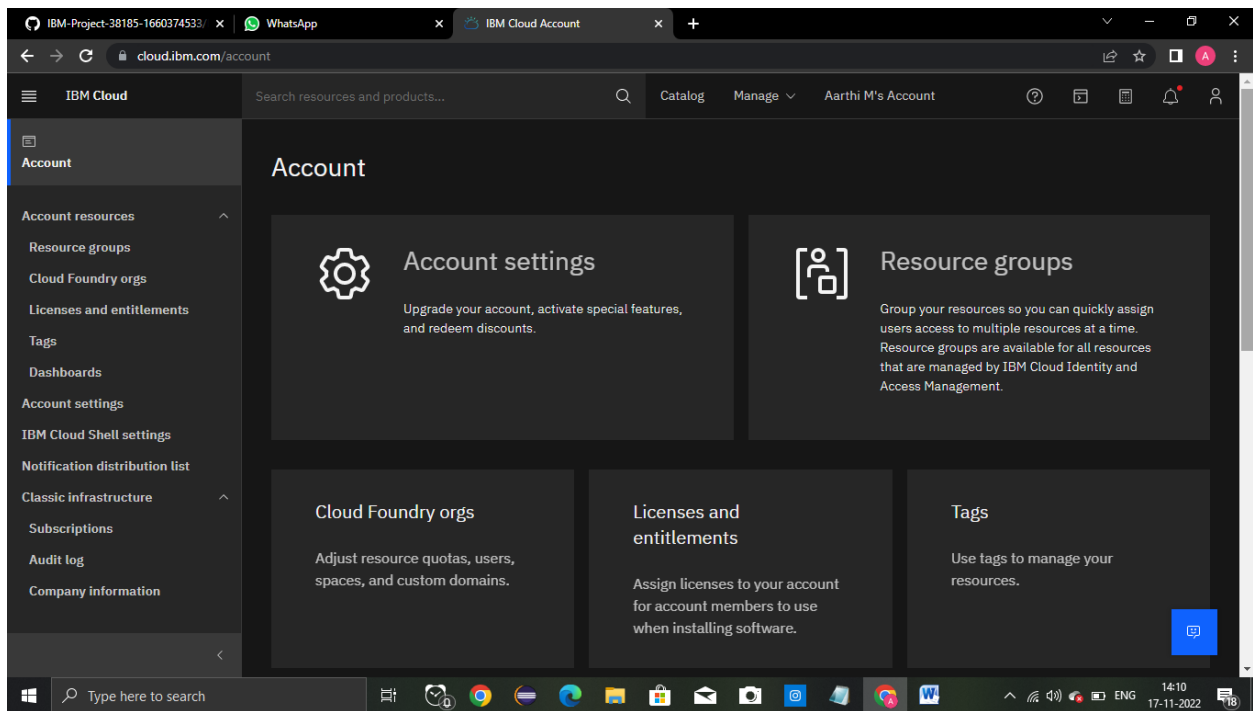 IBM-Project-38185-1660374533/
WhatsApp
IBM Cloud Account
cloud.ibm.com/account
A
IBM Cloud
Search resources and products...
Catalog
Manage
Aarthi M's Account
Account
Account resources
Resource groups
Cloud Foundry orgs
Licenses and entitlements
Tags
Dashboards
Account settings
IBM Cloud Shell settings
Notification distribution list
Classic infrastructure
Subscriptions
Audit log
Company information
Account
Account settings
Upgrade your account, activate special features,
and redeem discounts.
Resource groups
Group your resources so you can quickly assign
users access to multiple resources at a time.
Resource groups are available for all resources
that are managed by IBM Cloud Identity and
Access Management.
Cloud Foundry orgs
Adjust resource quotas, users,
spaces, and custom domains.
Licenses and
entitlements
Assign licenses to your account
for account members to use
when installing software.
Tags
Use tags to manage your
resources.
Type here to search
ENG
14:10
17-11-2022
18